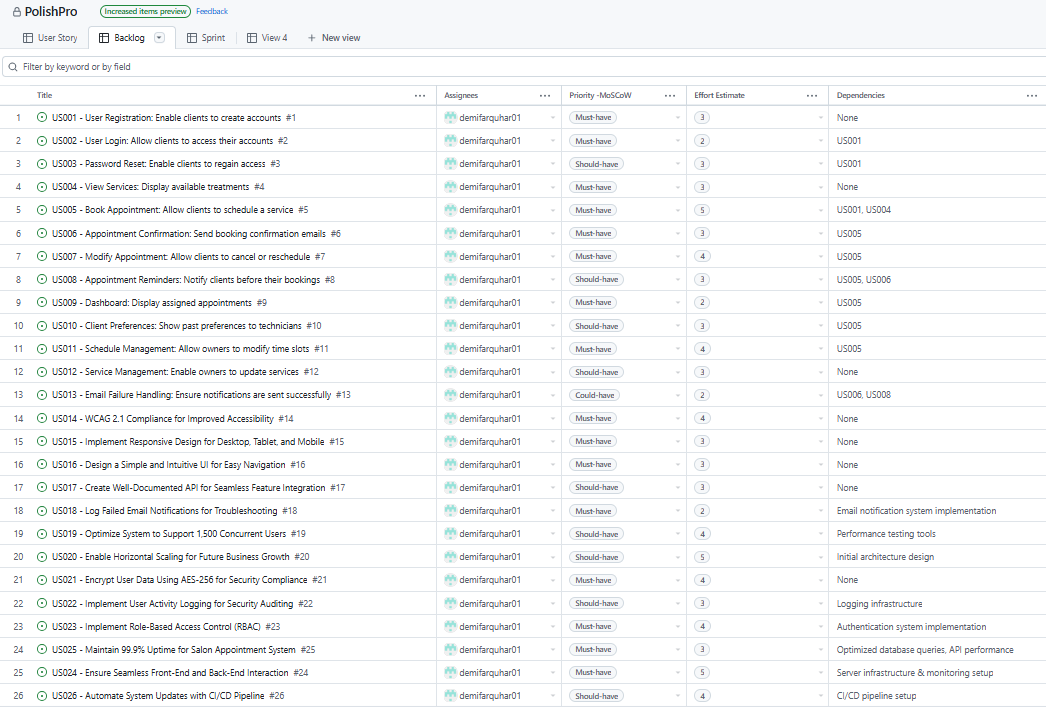 PolishPro Increased items preview Feedback
User Story Backlog Sprint View 4 + New view
Filter by keyword or by field
Title ... Assignees ... Priority -MoSCoW ... Effort Estimate ... Dependencies ...
1 US001 - User Registration: Enable clients to create accounts #1 demifarquhar01 Must-have 3 None
2 US002 - User Login: Allow clients to access their accounts #2 demifarquhar01 Must-have 2 US001
3 US003 - Password Reset: Enable clients to regain access #3 demifarquhar01 Should-have 3 US001
4 US004 - View Services: Display available treatments #4 demifarquhar01 Must-have 3 None
5 US005 - Book Appointment: Allow clients to schedule a service #5 demifarquhar01 Must-have 5 US001, US004
6 US006 - Appointment Confirmation: Send booking confirmation emails #6 demifarquhar01 Must-have 3 US005
7 US007 - Modify Appointment: Allow clients to cancel or reschedule #7 demifarquhar01 Must-have 4 US005
8 US008 - Appointment Reminders: Notify clients before their bookings #8 demifarquhar01 Should-have 3 US005, US006
9 US009 - Dashboard: Display assigned appointments #9 demifarquhar01 Must-have 2 US005
10 US010 - Client Preferences: Show past preferences to technicians #10 demifarquhar01 Should-have 3 US005
11 US011 - Schedule Management: Allow owners to modify time slots #11 demifarquhar01 Must-have 4 US005
12 US012 - Service Management: Enable owners to update services #12 demifarquhar01 Should-have 3 None
13 US013 - Email Failure Handling: Ensure notifications are sent successfully #13 demifarquhar01 Could-have 2 US006, US008
14 US014 - WCAG 2.1 Compliance for Improved Accessibility #14 demifarquhar01 Must-have 4 None
15 US015 - Implement Responsive Design for Desktop, Tablet, and Mobile #15 demifarquhar01 Must-have 3 None
16 US016 - Design a Simple and Intuitive UI for Easy Navigation #16 demifarquhar01 Must-have 3 None
17 US017 - Create Well-Documented API for Seamless Feature Integration #17 demifarquhar01 Should-have 3 None
18 US018 - Log Failed Email Notifications for Troubleshooting #18 demifarquhar01 Must-have 2 Email notification system implementation
19 US019 - Optimize System to Support 1,500 Concurrent Users #19 demifarquhar01 Should-have 4 Performance testing tools
20 US020 - Enable Horizontal Scaling for Future Business Growth #20 demifarquhar01 Should-have 5 Initial architecture design
21 US021 - Encrypt User Data Using AES-256 for Security Compliance #21 demifarquhar01 Must-have 4 None
22 US022 - Implement User Activity Logging for Security Auditing #22 demifarquhar01 Should-have 3 Logging infrastructure
23 US023 - Implement Role-Based Access Control (RBAC) #23 demifarquhar01 Must-have 4 Authentication system implementation
24 US025 - Maintain 99.9% Uptime for Salon Appointment System #25 demifarquhar01 Must-have 3 Optimized database queries, API performance
25 US024 - Ensure Seamless Front-End and Back-End Interaction #24 demifarquhar01 Must-have 5 Server infrastructure & monitoring setup
26 US026 - Automate System Updates with CI/CD Pipeline #26 demifarquhar01 Should-have 4 CI/CD pipeline setup